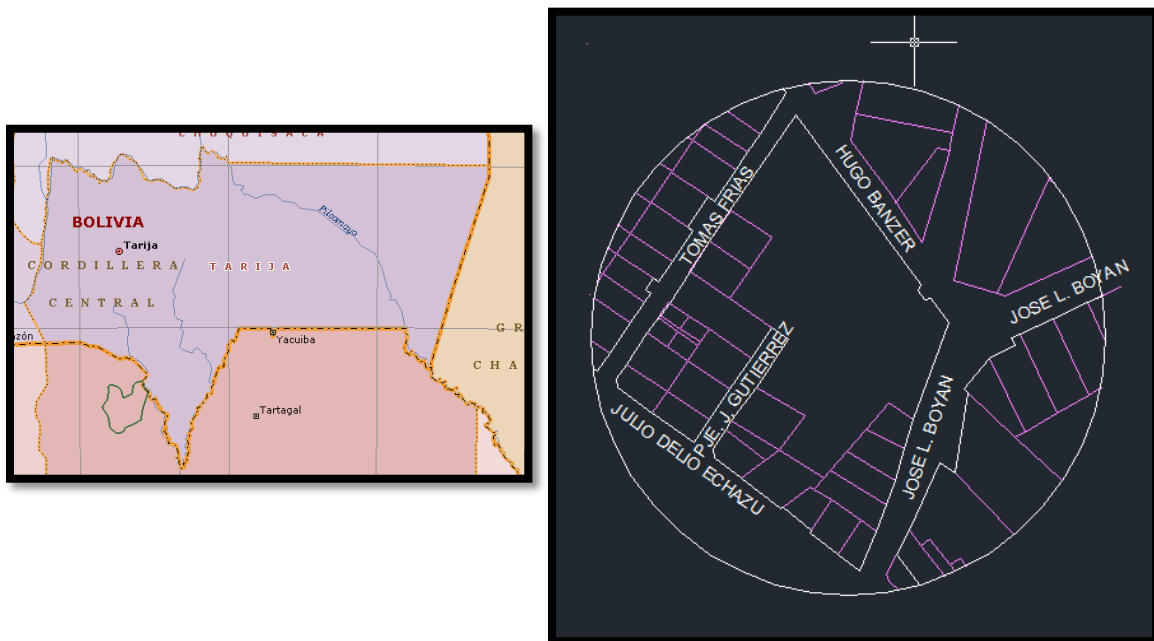 CHUQUISACA
BOLIVIA
Pilcomayo
Tarija
CORDILLERA
TARIJA
CENTRAL
GR
zón
Yacuiba
CHA
Tartagal
HUGO BANZER
TOMAS FRIAS
JOSE L. BOYAN
PJE. J. GUTIERREZ
JOSE L. BOYAN
JULIO DELIO ECHAZU